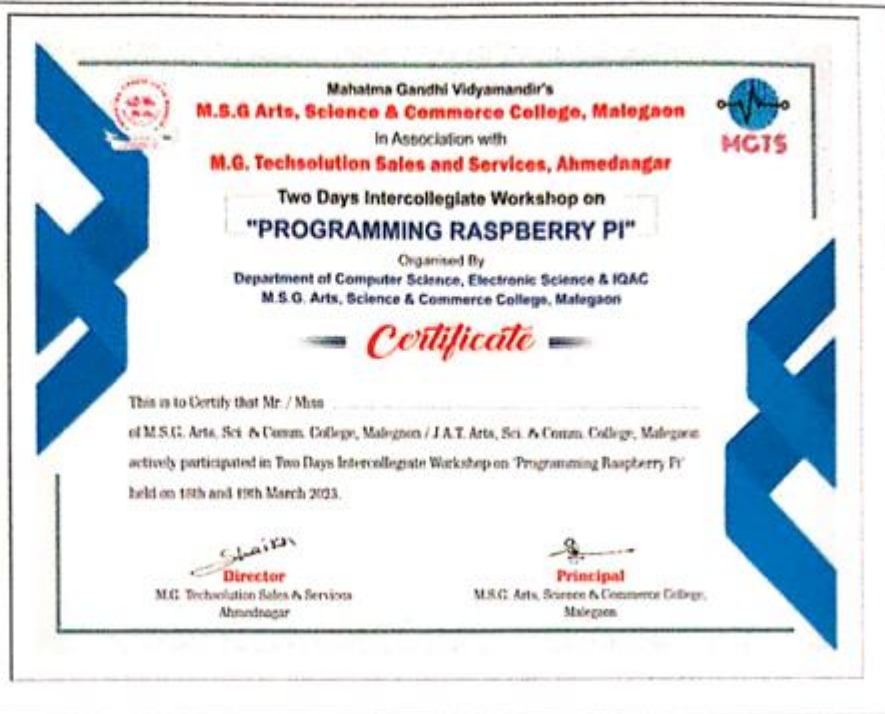 Mahatma Gandhi Vidyamandir's
M.S.G Arts, Science & Commerce College, Malegaon
In Association with
M.G. Techsolution Sales and Services, Ahmednagar
MGTS
Two Days Intercollegiate Workshop on
"PROGRAMMING RASPBERRY PI"
Organised By
Department of Computer Science, Electronic Science & IQAC
M.S.G. Arts, Science & Commerce College, Malegaon
Certificate
This is to Certify that Mr. / Miss
of M.S.G. Arts, Sci. & Comm. College, Malegaon / J.A.T. Arts, Sci. & Comm. College, Malegaon
actively participated in Two Days Intercollegiate Workshop on 'Programming Raspberry Pi'
held on 18th and 19th March 2023.
Shaikh
Director
M.G. Techsolution Sales & Services
Ahmednagar
Principal
M.S.G. Arts, Science & Commerce College,
Malegaon